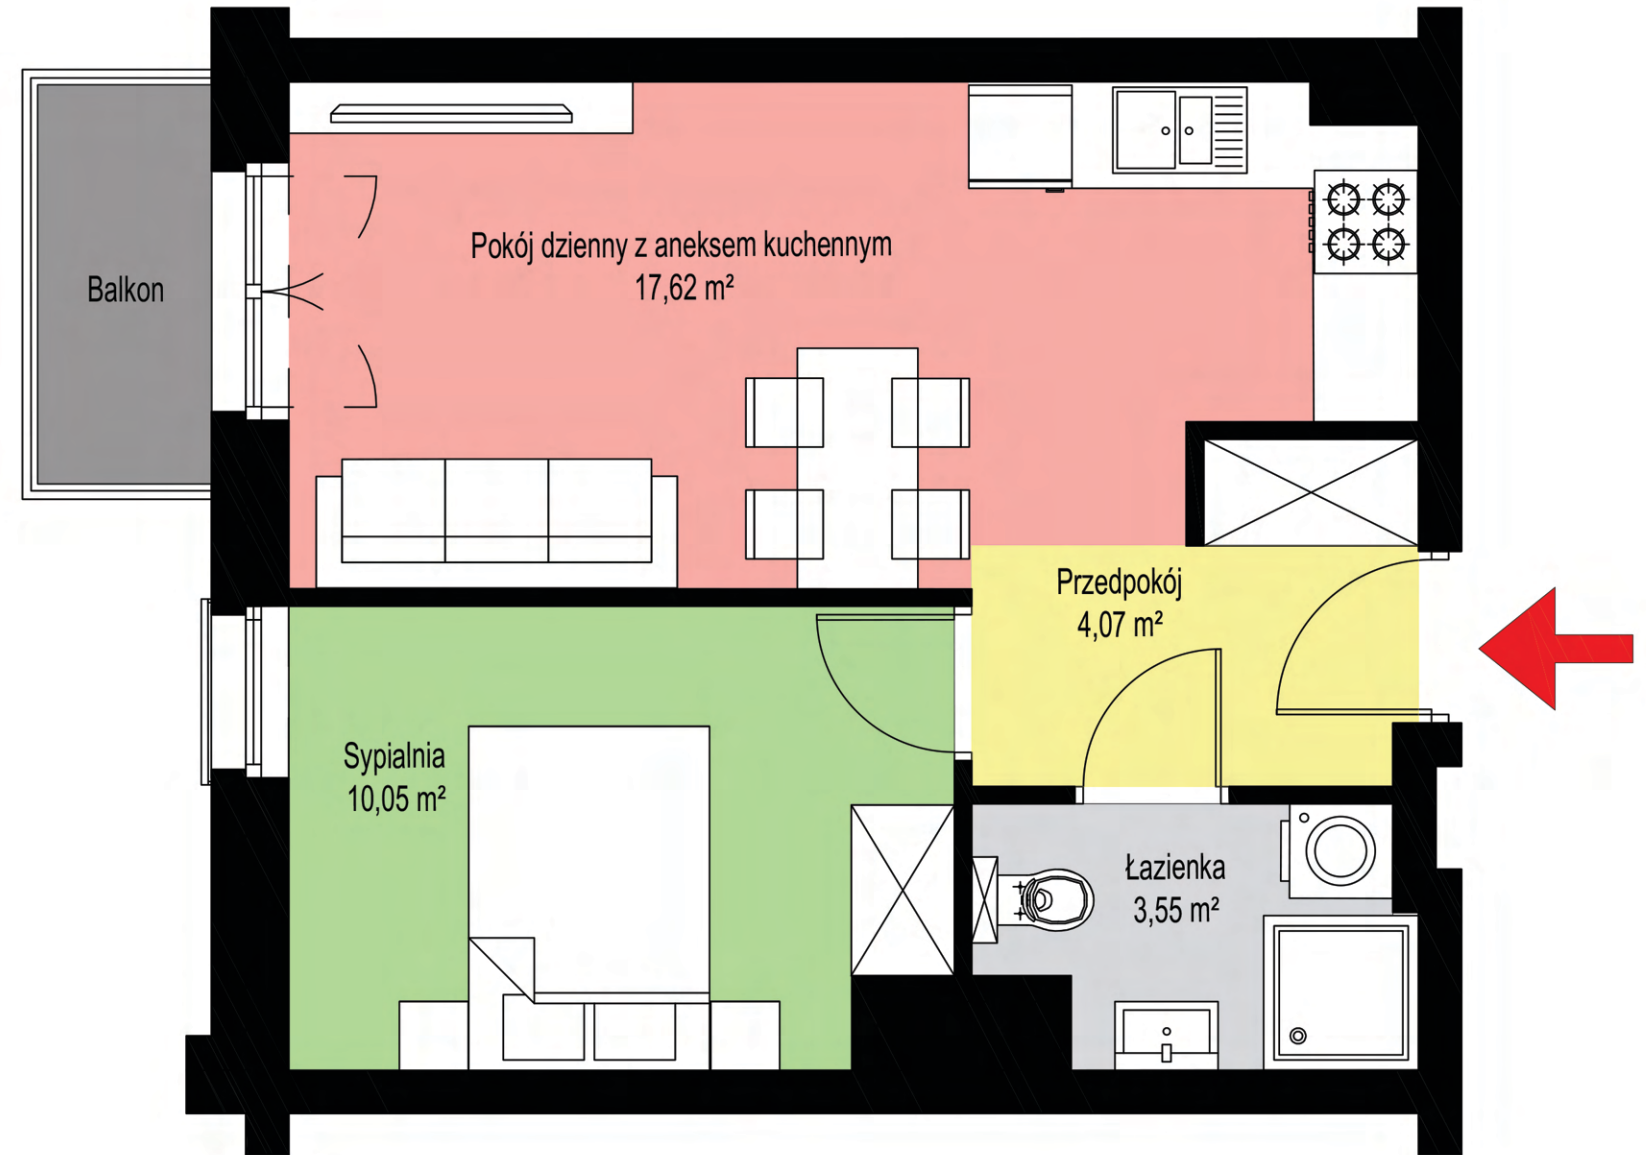 Pokój dzienny z aneksem kuchennym
17,62 m²
Balkon
Przedpokój
4,07 m²
Sypialnia
10,05 m²
Łazienka
3,55 m²